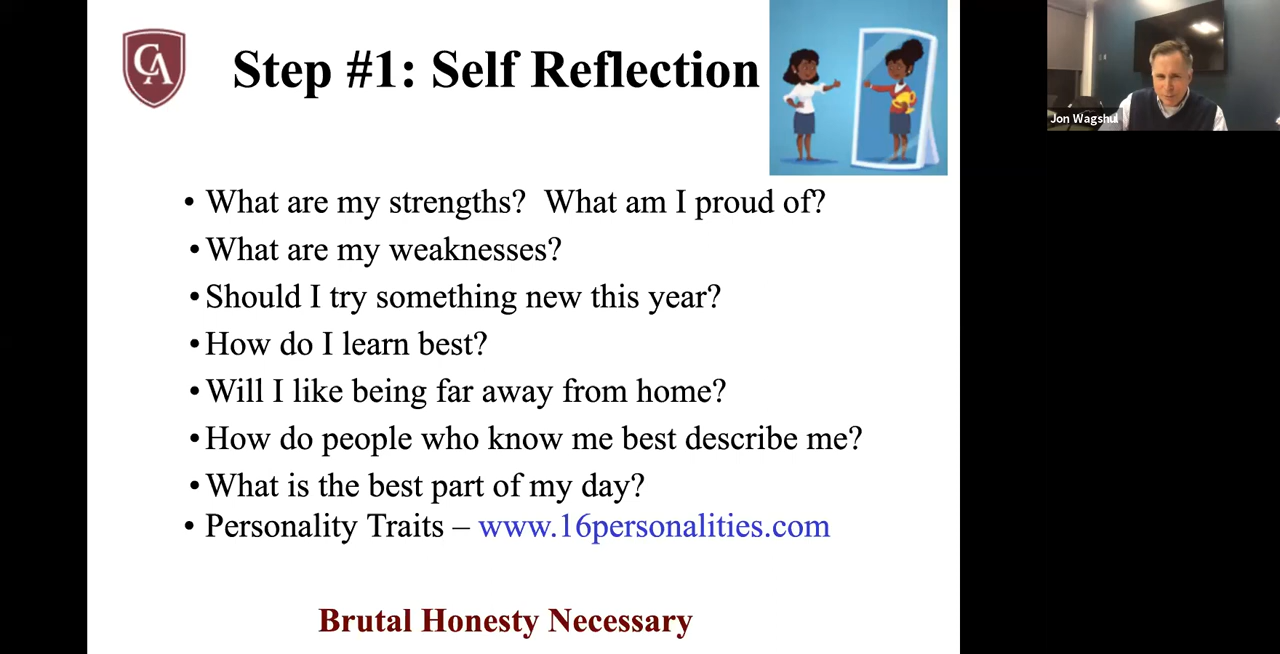 CA
Step #1: Self Reflection
Jon Wagshul
• What are my strengths?  What am I proud of?
• What are my weaknesses?
• Should I try something new this year?
• How do I learn best?
• Will I like being far away from home?
• How do people who know me best describe me?
• What is the best part of my day?
• Personality Traits – www.16personalities.com
Brutal Honesty Necessary